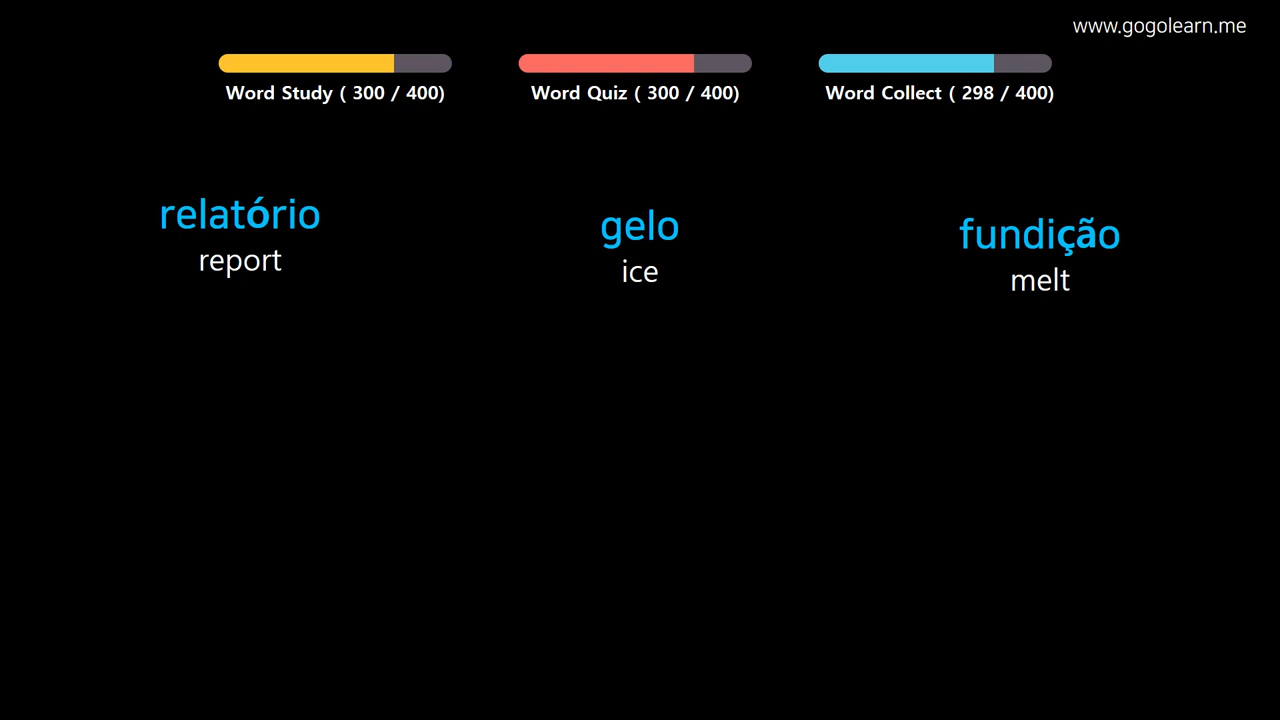 www.gogolearn.me
Word Study ( 300 / 400)
Word Quiz ( 300 / 400)
Word Collect ( 298 / 400)
relatório
report
gelo
ice
fundição
melt